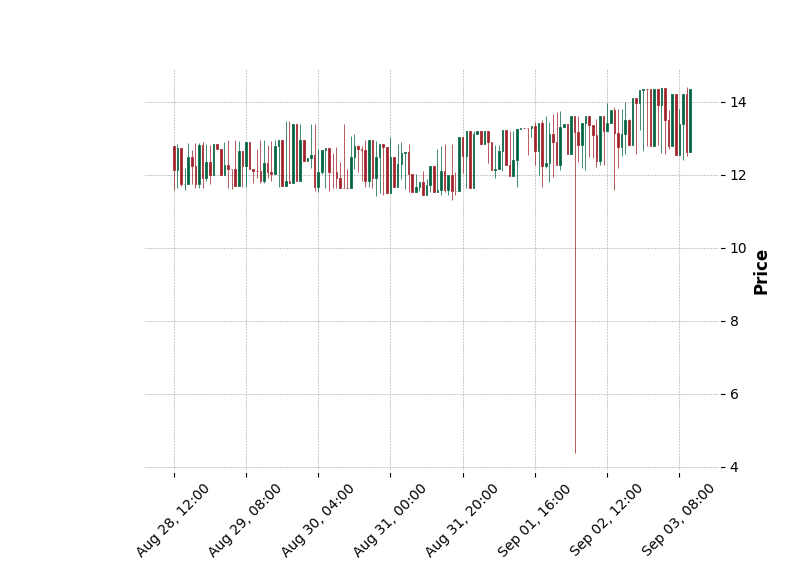 14
12
10
8
6
4
Price
Aug 28, 12:00
Aug 29, 08:00
Aug 30, 04:00
Aug 31, 00:00
Aug 31, 20:00
Sep 01, 16:00
Sep 02, 12:00
Sep 03, 08:00